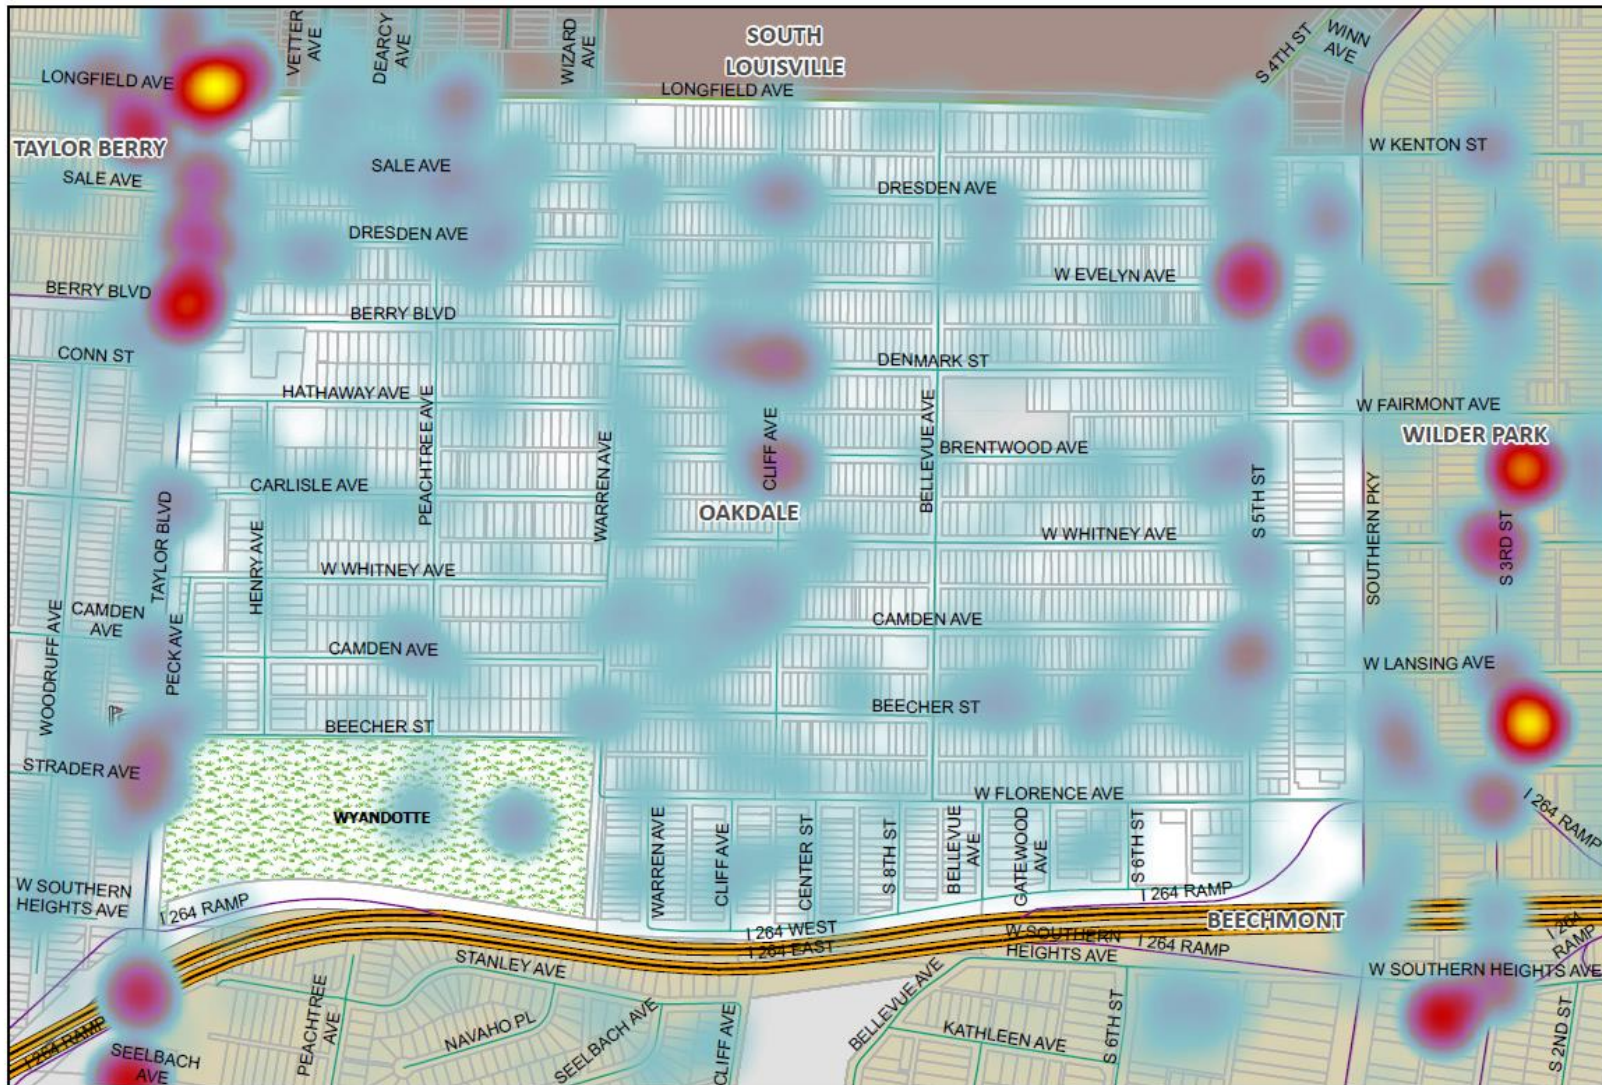 VETTER
AVE
DEARCY
AVE
WIZARD
AVE
SOUTH
LOUISVILLE
S 4TH ST
WINN
AVE
LONGFIELD AVE
LONGFIELD AVE
TAYLOR BERRY
W KENTON ST
SALE AVE
SALE AVE
DRESDEN AVE
DRESDEN AVE
W EVELYN AVE
BERRY BLVD
BERRY BLVD
CONN ST
DENMARK ST
HATHAWAY AVE
PEACHTREE AVE
WARREN AVE
CLIFF AVE
BELLEVUE AVE
W FAIRMONT AVE
WILDER PARK
BRENTWOOD AVE
CARLISLE AVE
TAYLOR BLVD
OAKDALE
S 5TH ST
SOUTHERN PKY
S 3RD ST
HENRY AVE
W WHITNEY AVE
W WHITNEY AVE
WOODRUFF AVE
CAMDEN
AVE
PECK AVE
CAMDEN AVE
CAMDEN AVE
W LANSING AVE
BEECHER ST
BEECHER ST
STRADER AVE
WYANDOTTE
W FLORENCE AVE
WARREN AVE
CLIFF AVE
CENTER ST
S 8TH ST
BELLEVUE
AVE
GATEWOOD
AVE
S 6TH ST
I 264 RAMP
W SOUTHERN
HEIGHTS AVE
I 264 RAMP
I 264 RAMP
I 264 WEST
I 264 EAST
BEECHMONT
W SOUTHERN
HEIGHTS AVE
I 264 RAMP
I 264
RAMP
W SOUTHERN HEIGHTS AVE
STANLEY AVE
PEACHTREE
AVE
NAVAHO PL
SEELBACH AVE
CLIFF AVE
BELLEVUE AVE
KATHLEEN AVE
S 6TH ST
S 2ND ST
I 264 RAMP
SEELBACH
AVE